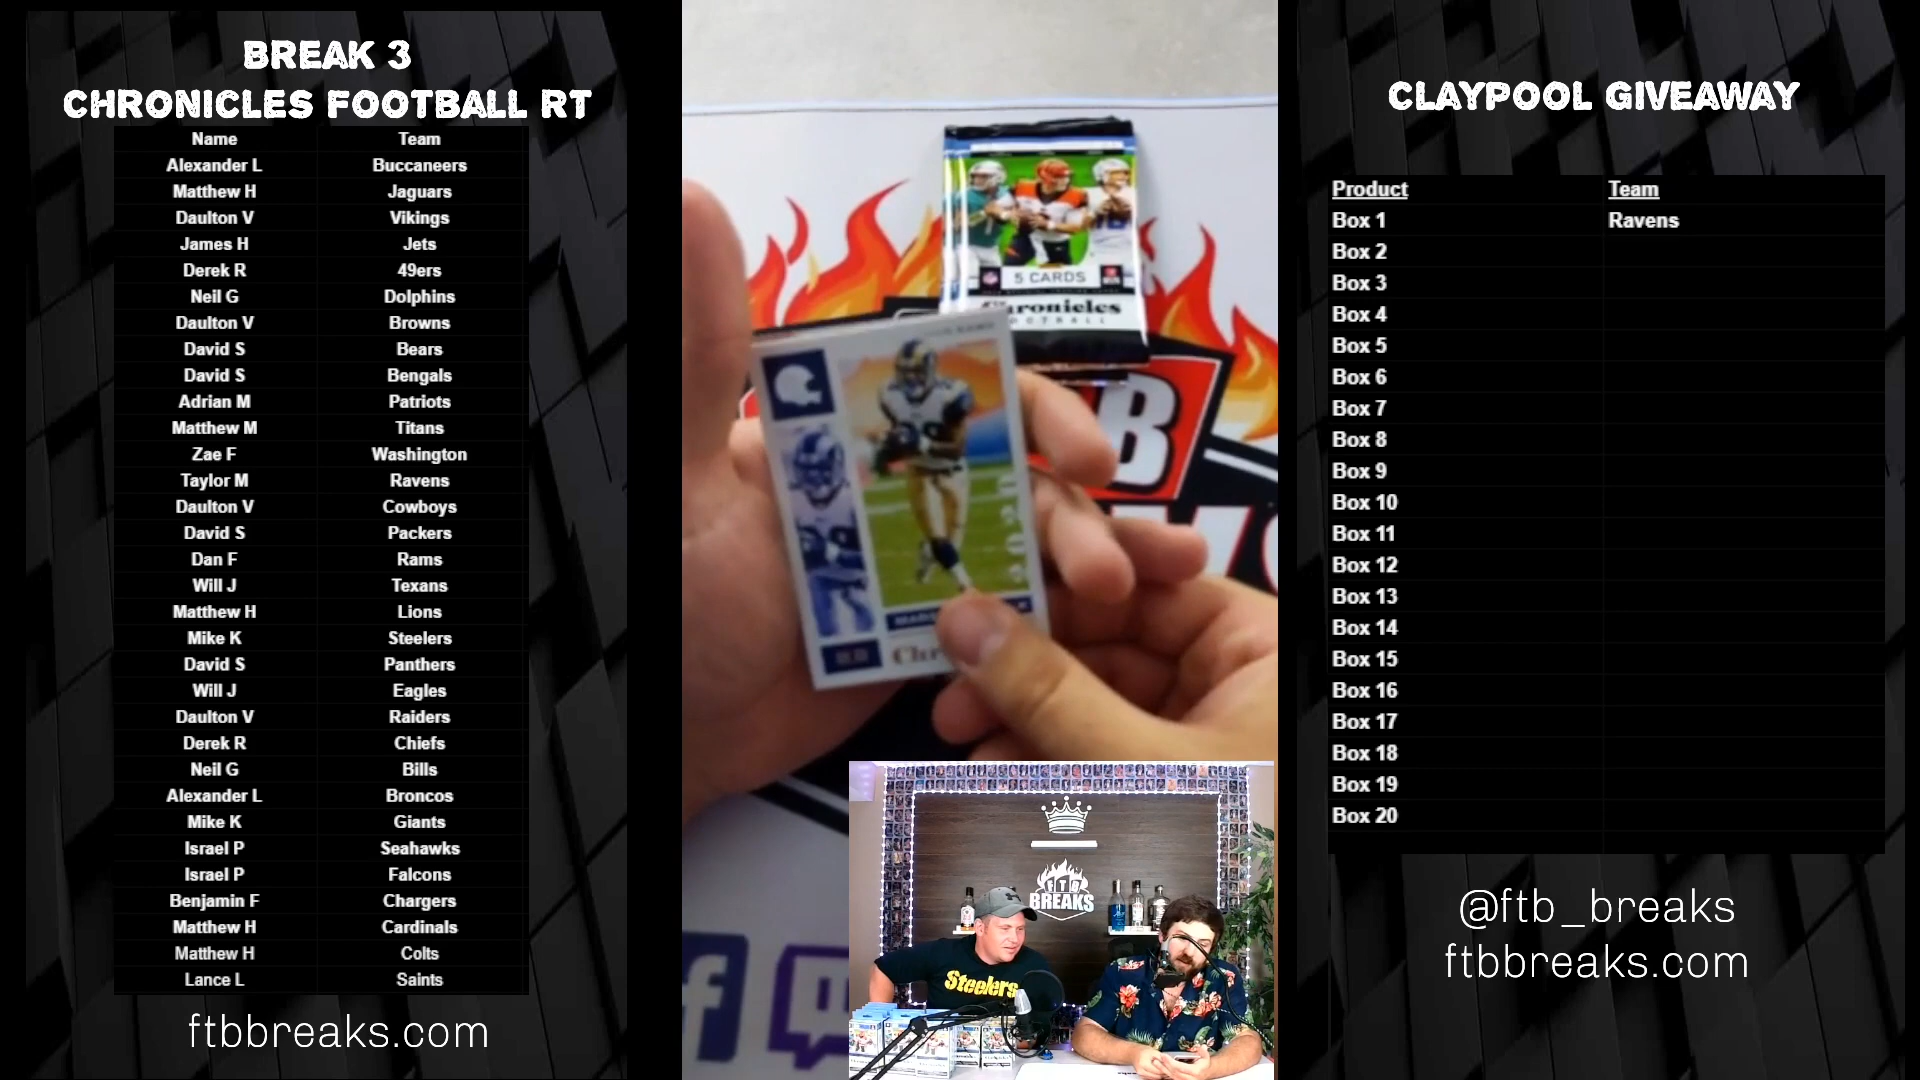 BREAK 3
CHRONICLES FOOTBALL RT
Name Team
Alexander L Buccaneers
Matthew H Jaguars
Daulton V Vikings
James H Jets
Derek R 49ers
Neil G Dolphins
Daulton V Browns
David S Bears
David S Bengals
Adrian M Patriots
Matthew M Titans
Zae F Washington
Taylor M Ravens
Daulton V Cowboys
David S Packers
Dan F Rams
Will J Texans
Matthew H Lions
Mike K Steelers
David S Panthers
Will J Eagles
Daulton V Raiders
Derek R Chiefs
Neil G Bills
Alexander L Broncos
Mike K Giants
Israel P Seahawks
Israel P Falcons
Benjamin F Chargers
Matthew H Cardinals
Matthew H Colts
Lance L Saints
ftbbreaks.com
5 CARDS
Chronicles
FOOTBALL
2020
B
FTB
BREAKS
Steelers
CLAYPOOL GIVEAWAY
Product Team
Box 1 Ravens
Box 2
Box 3
Box 4
Box 5
Box 6
Box 7
Box 8
Box 9
Box 10
Box 11
Box 12
Box 13
Box 14
Box 15
Box 16
Box 17
Box 18
Box 19
Box 20
@ftb_breaks
ftbbreaks.com